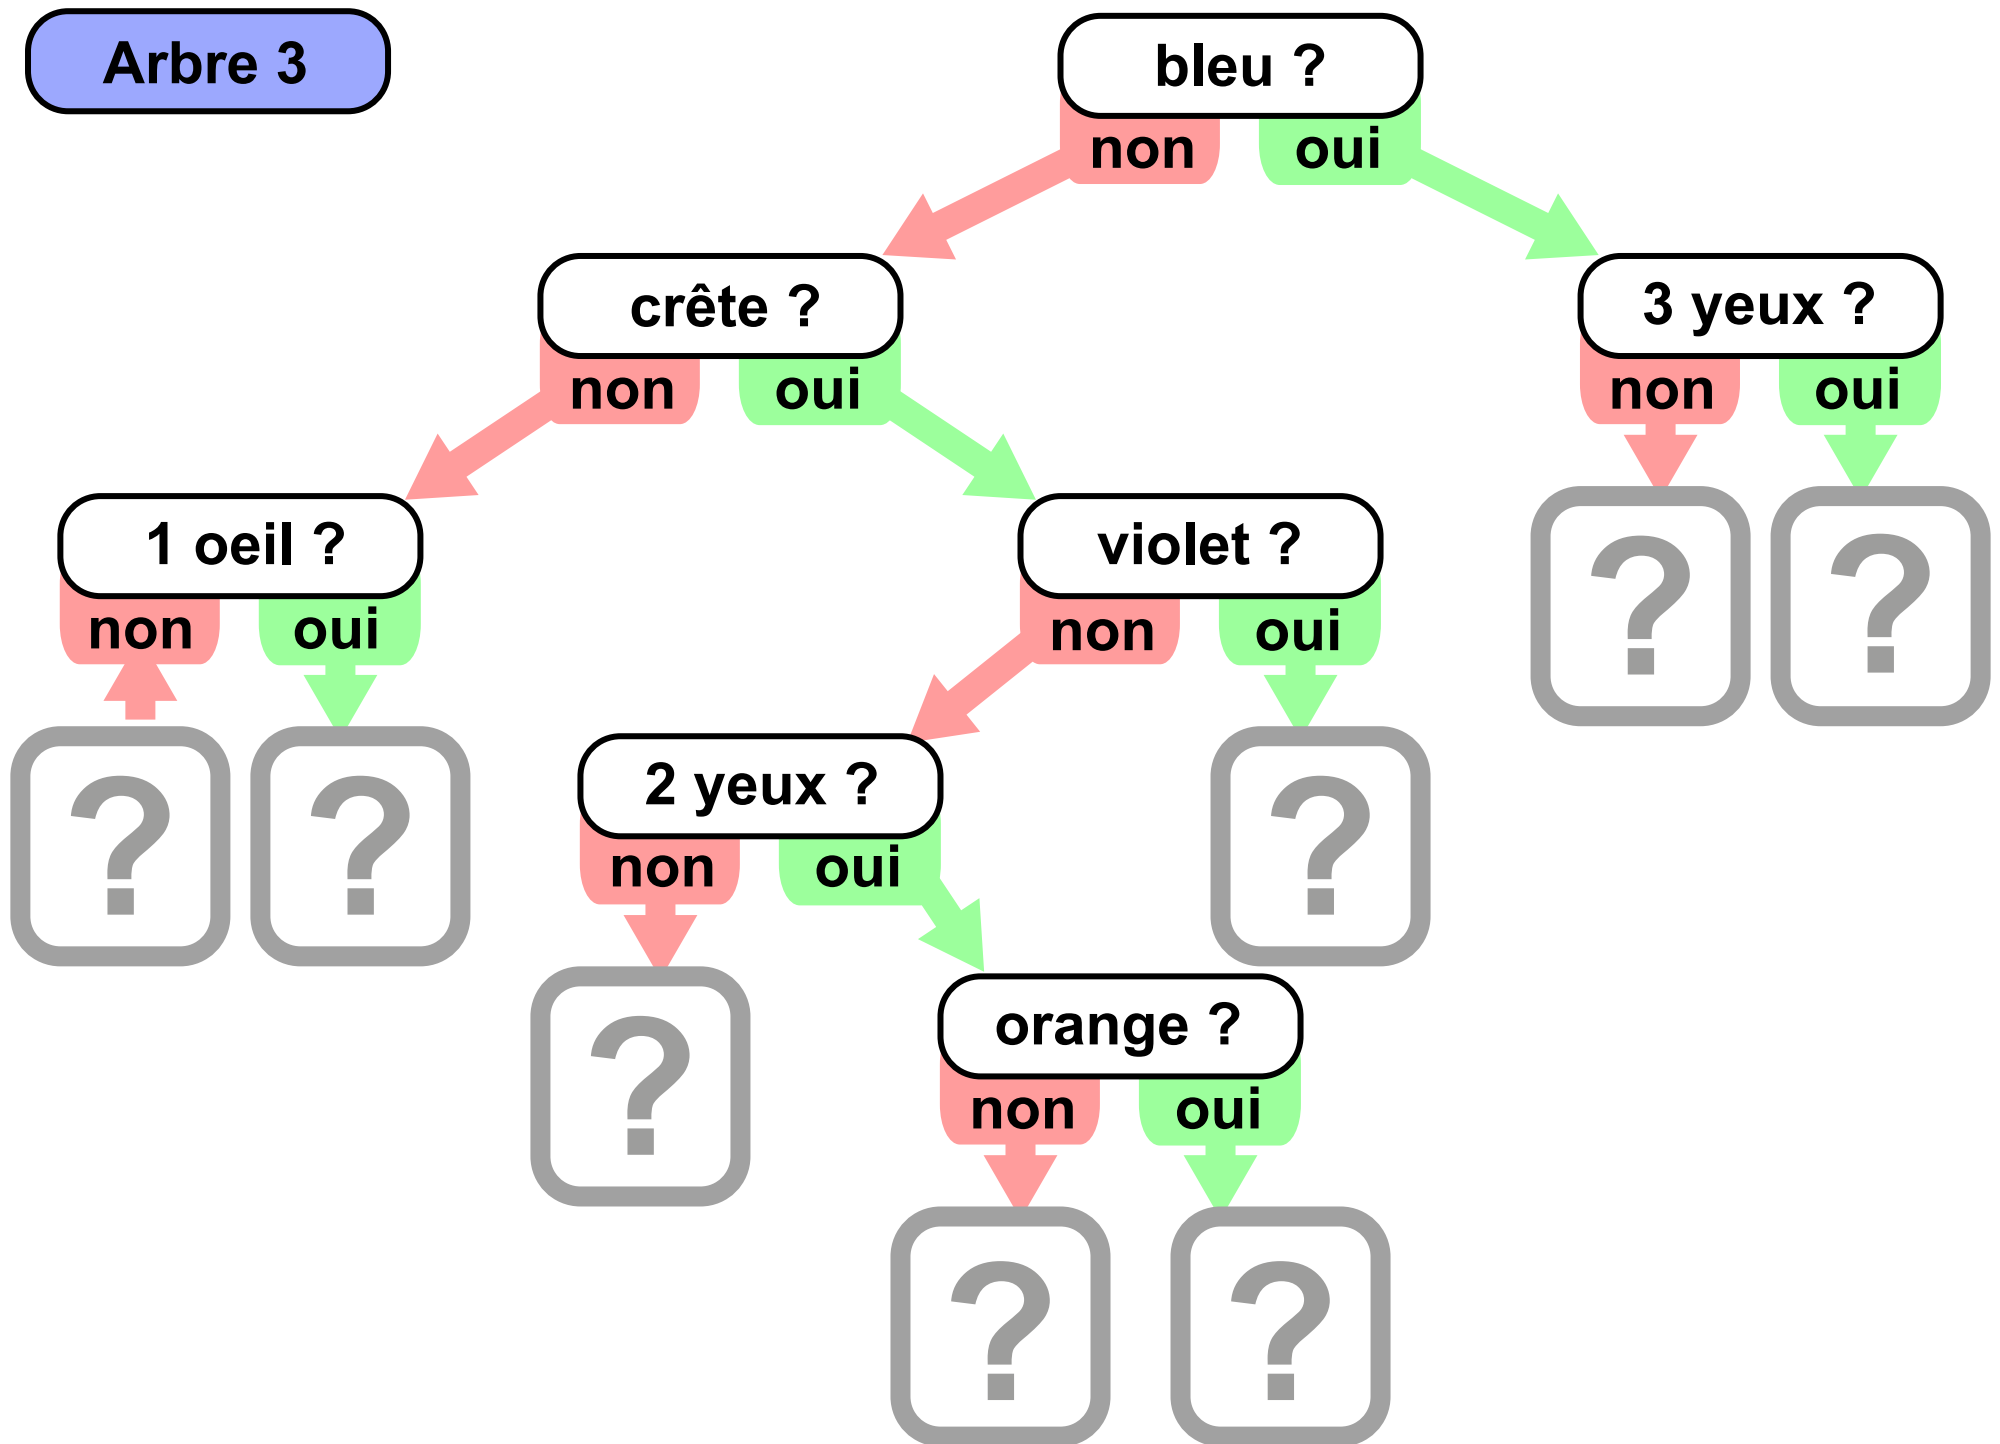 Arbre 3
bleu ?
non oui
crête ?
3 yeux ?
non oui
non oui
1 oeil ?
violet ?
? ?
non oui
non oui
2 yeux ?
? ?
?
non oui
orange ?
?
non oui
? ?